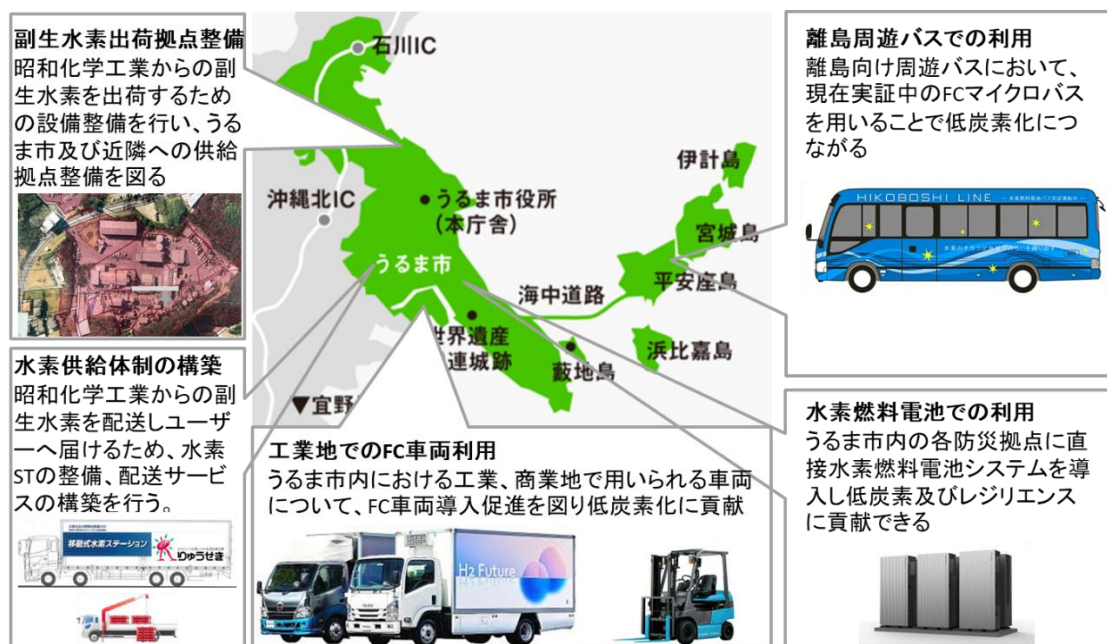 副生水素出荷拠点整備
昭和化学工業からの副
生水素を出荷するため
の設備整備を行い、うる
ま市及び近隣への供給
拠点整備を図る
水素供給体制の構築
昭和化学工業からの副
生水素を配送しユーザ
ーへ届けるため、水素
STの整備、配送サービ
スの構築を行う。
移動式水素ステーション
りゅうせき
石川IC
沖縄北IC
うるま市役所
(本庁舎)
うるま市
海中道路
伊計島
宮城島
平安座島
浜比嘉島
藪地島
世界遺産
連城跡
▼宜野
工業地でのFC車両利用
うるま市内における工業、商業地で用いられる車両
について、FC車両導入促進を図り低炭素化に貢献
H2 Future
離島周遊バスでの利用
離島向け周遊バスにおいて、
現在実証中のFCマイクロバス
を用いることで低炭素化につ
ながる
HIKOBOSHI LINE
水素燃料電池での利用
うるま市内の各防災拠点に直
接水素燃料電池システムを導
入し低炭素及びレジリエンス
に貢献できる